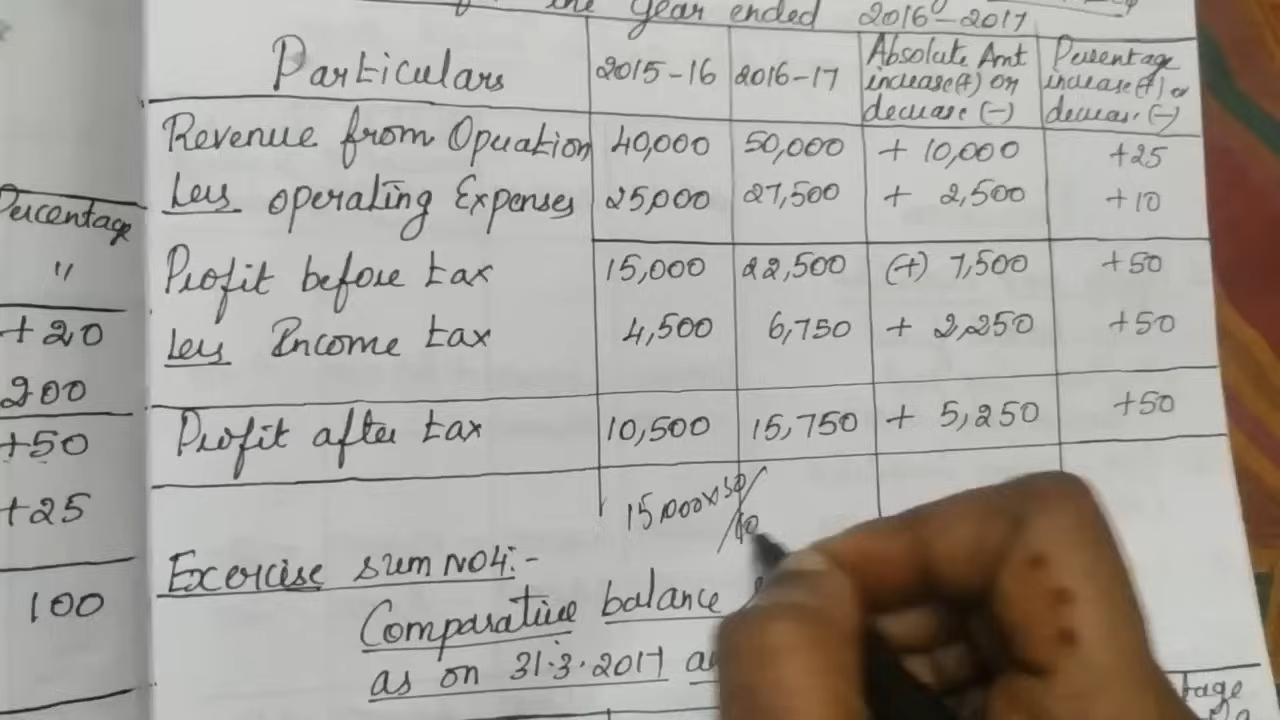 the Year ended 2016-2017
Particulars 2015-16 2016-17 Absolute Amt increase(+) or decrease (-) Percentage increase(+) or decrease (-)
Revenue from Operation 40,000 50,000 + 10,000 +25
Less Operating Expenses 25,000 27,500 + 2,500 +10
Profit before tax 15,000 22,500 (+) 7,500 +50
Less Income tax 4,500 6,750 + 2,250 +50
Profit after tax 10,500 15,750 + 5,250 +50
15,000 x 30/10
Excercise sum No4:-
Comparative balance
as on 31.3.2017
Percentage
"
+20
200
+50
+25
100